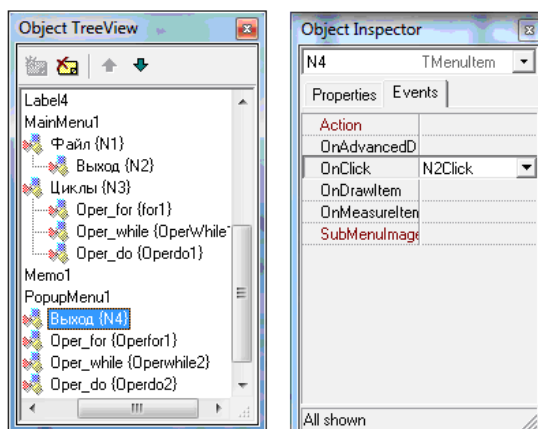 Object TreeView
Label4
MainMenu1
Файл {N1}
Выход {N2}
Циклы {N3}
Oper_for {for1}
Oper_while {OperWhile1
Oper_do {Operdo1}
Memo1
PopupMenu1
Выход {N4}
Oper_for {Operfor1}
Oper_while {Operwhile2}
Oper_do {Operdo2}
Object Inspector
N4 TMenuItem
Properties Events
Action
OnAdvancedD
OnClick N2Click
OnDrawItem
OnMeasureIten
SubMenuImage
All shown